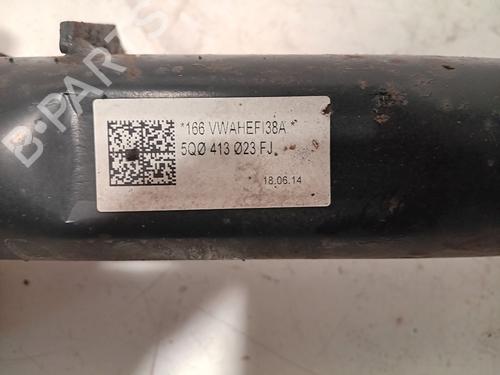 *166 VWAHEFI38A *
5QØ 413 Ø23 FJ
18.06.14
B-PARTS